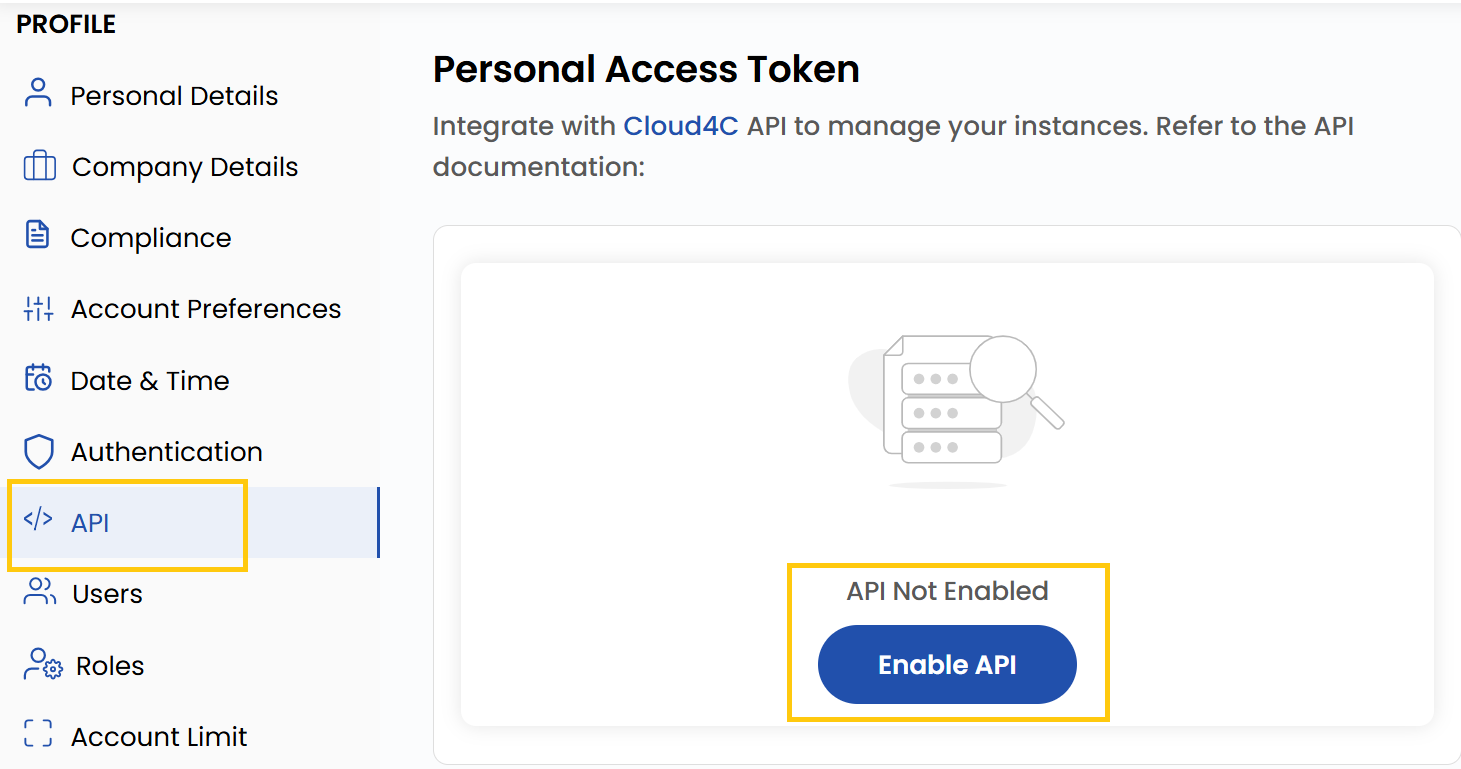 PROFILE
Personal Details
Company Details
Compliance
Account Preferences
Date & Time
Authentication
</> API
Users
Roles
Account Limit
Personal Access Token
Integrate with Cloud4C API to manage your instances. Refer to the API
documentation:
API Not Enabled
Enable API